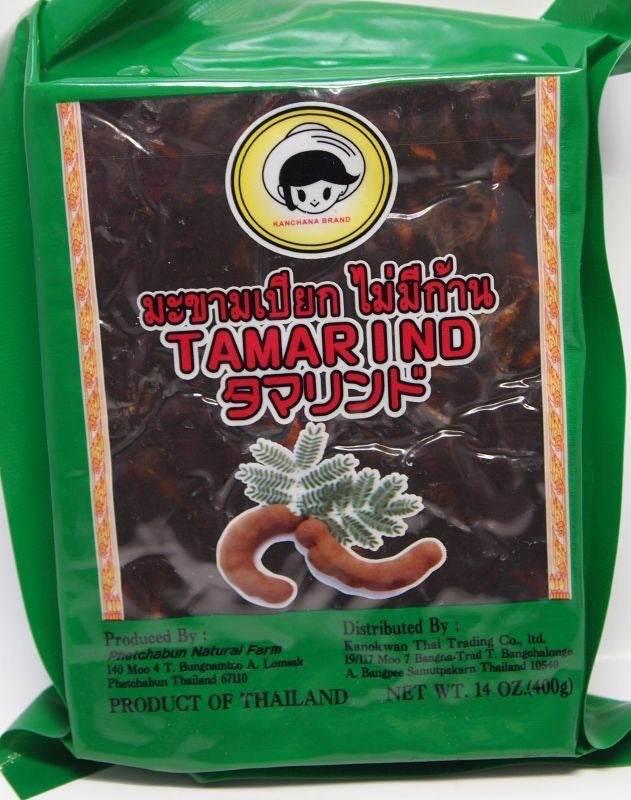 KANCHANA BRAND
มะขามเปียก ไม่มีก้าน
TAMARIND
タマリンド
Produced By :
Phetchabun Natural Farm
140 Moo 4 T. Bungnamtao A. Lomsak
Phetchabun Thailand 67110
PRODUCT OF THAILAND
Distributed By :
Kanokwan Thai Trading Co., ltd.
19/117 Moo 7 Bangna-Trad T. Bangchalonge
A. Bangpee Samutpakarn Thailand 10540
NET WT. 14 OZ.(400g)